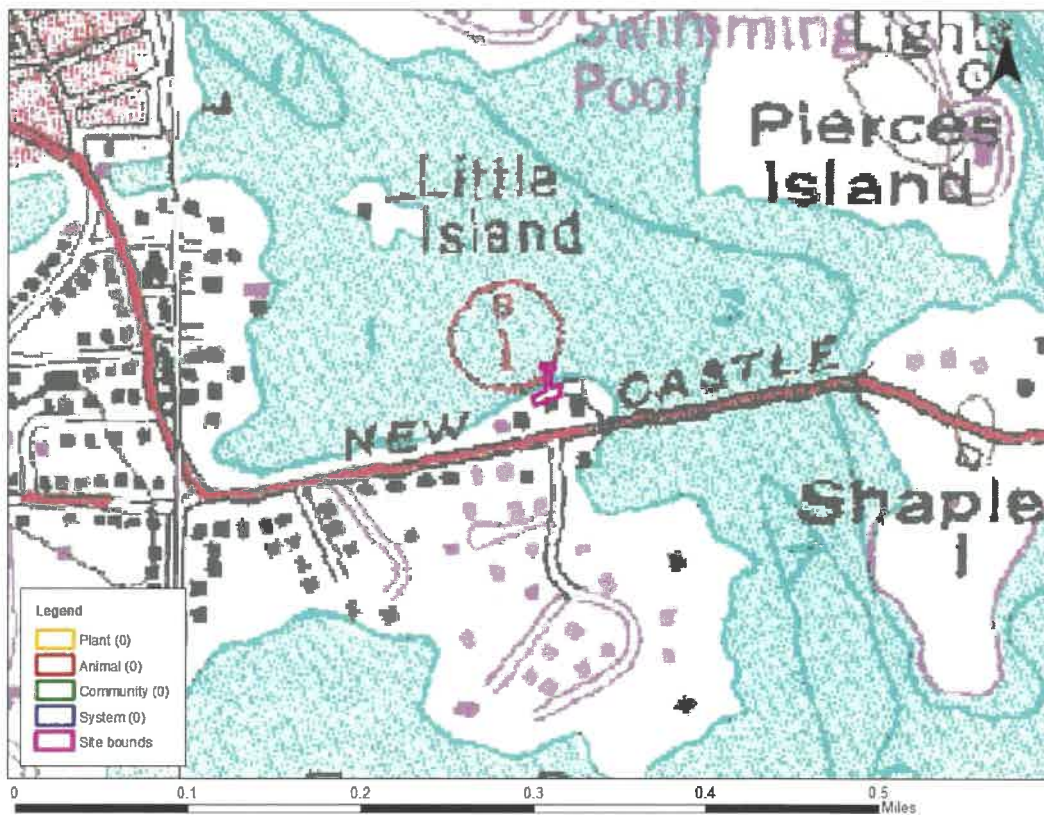 Swimming
Pool
Light
Pierces
Island
Little
Island
B
1
NEW CASTLE
Shaple
I
Legend
Plant (0)
Animal (0)
Community (0)
System (0)
Site bounds
0 0.1 0.2 0.3 0.4 0.5
Miles